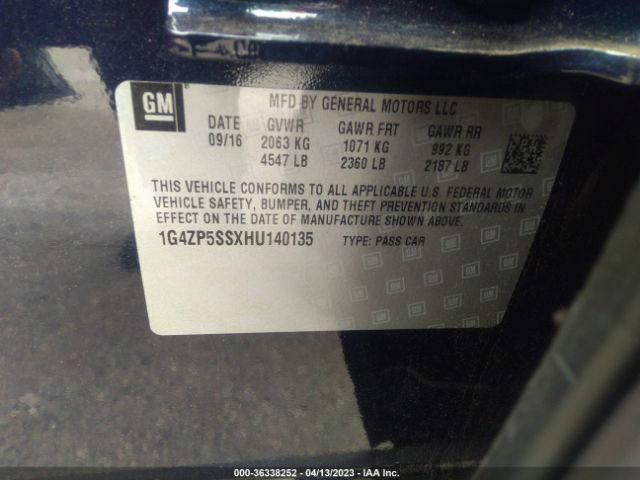 GM
MFD BY GENERAL MOTORS LLC
DATE GVWR GAWR FRT GAWR RR
09/16 2063 KG 1071 KG 992 KG
4547 LB 2360 LB 2187 LB
THIS VEHICLE CONFORMS TO ALL APPLICABLE U.S. FEDERAL MOTOR
VEHICLE SAFETY, BUMPER, AND THEFT PREVENTION STANDARDS IN
EFFECT ON THE DATE OF MANUFACTURE SHOWN ABOVE.
1G4ZP5SSXHU140135 TYPE: PASS CAR
000-36338252 - 04/13/2023 - IAA Inc.